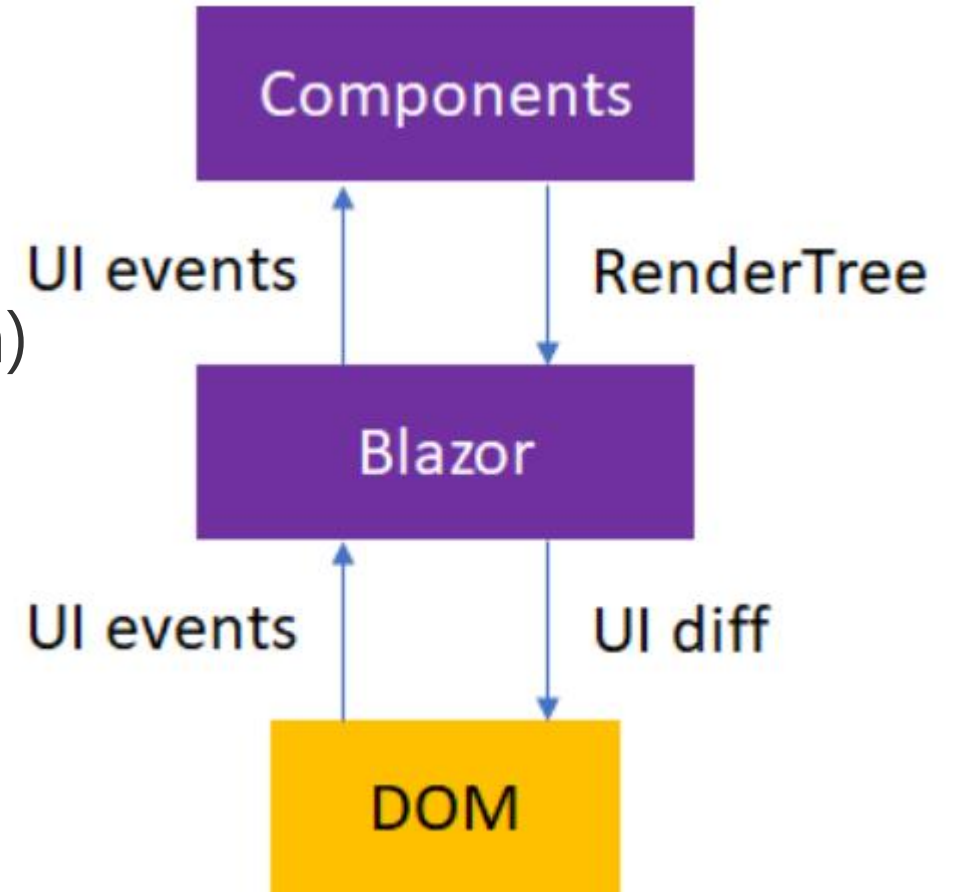 Components
UI events
RenderTree
)
Blazor
UI events
UI diff
DOM